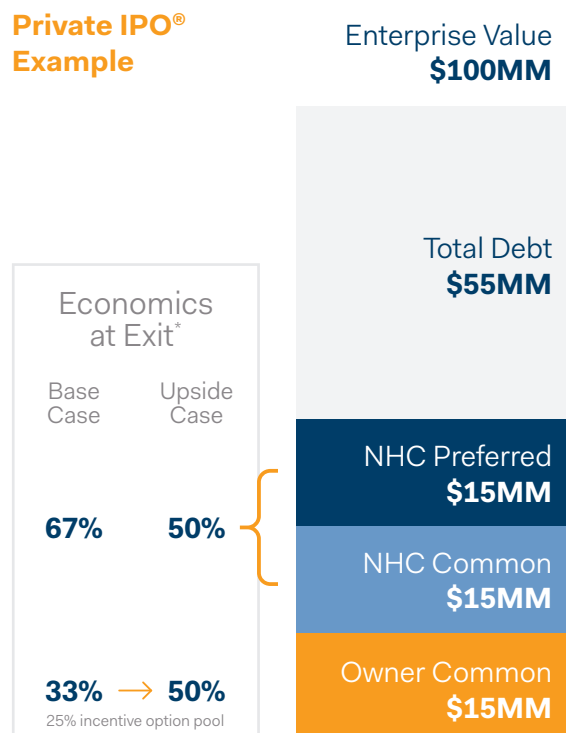 Private IPO®
Example
Enterprise Value
$100MM
Total Debt
$55MM
Economics
at Exit*
Base
Case
Upside
Case
NHC Preferred
$15MM
67%
50%
NHC Common
$15MM
Owner Common
$15MM
33% → 50%
25% incentive option pool